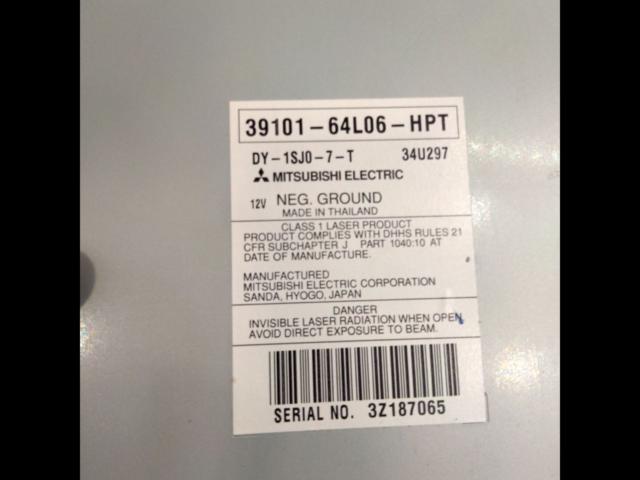 39101-64L06-HPT
DY-1SJ0-7-T 34U297
MITSUBISHI ELECTRIC
12V NEG. GROUND
MADE IN THAILAND
CLASS 1 LASER PRODUCT
PRODUCT COMPLIES WITH DHHS RULES 21
CFR SUBCHAPTER J PART 1040:10 AT
DATE OF MANUFACTURE.
MANUFACTURED
MITSUBISHI ELECTRIC CORPORATION
SANDA, HYOGO, JAPAN
DANGER
INVISIBLE LASER RADIATION WHEN OPEN,
AVOID DIRECT EXPOSURE TO BEAM.
SERIAL NO. 3Z187065